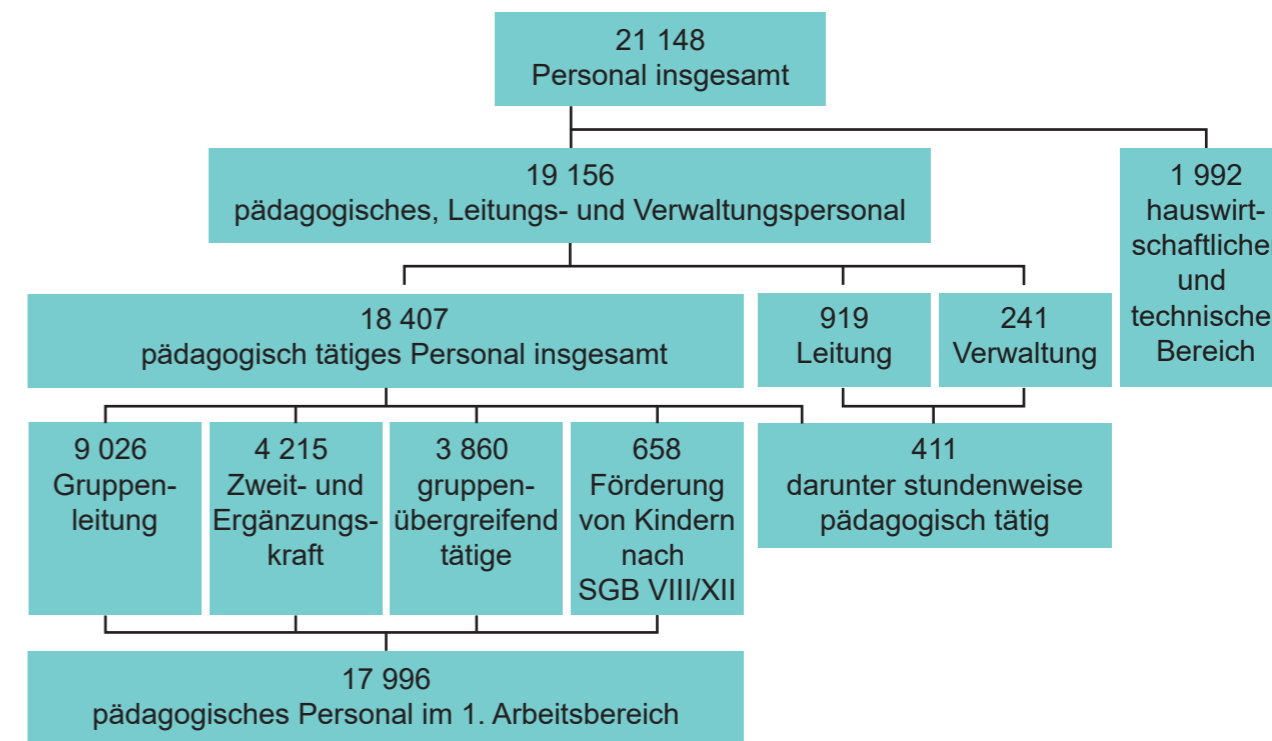 21 148
Personal insgesamt
19 156
pädagogisches, Leitungs- und Verwaltungspersonal
1 992
hauswirt-
schaftliche
und
technische
Bereich
18 407
pädagogisch tätiges Personal insgesamt
919
Leitung
241
Verwaltung
9 026
Gruppen-
leitung
4 215
Zweit- und
Ergänzungs-
kraft
3 860
gruppen-
übergreifend
tätige
658
Förderung
von Kindern
nach
SGB VIII/XII
411
darunter stundenweise
pädagogisch tätig
17 996
pädagogisches Personal im 1. Arbeitsbereich